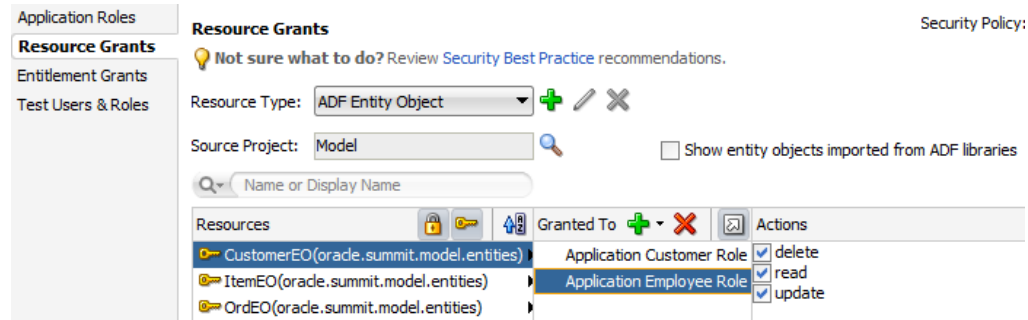 Application Roles
Resource Grants
Entitlement Grants
Test Users & Roles
Resource Grants
Security Policy:
Not sure what to do? Review Security Best Practice recommendations.
Resource Type: ADF Entity Object
Source Project: Model
Show entity objects imported from ADF libraries
Name or Display Name
Resources Granted To Actions
CustomerEO(oracle.summit.model.entities) Application Customer Role delete
ItemEO(oracle.summit.model.entities) Application Employee Role read
OrdEO(oracle.summit.model.entities) update